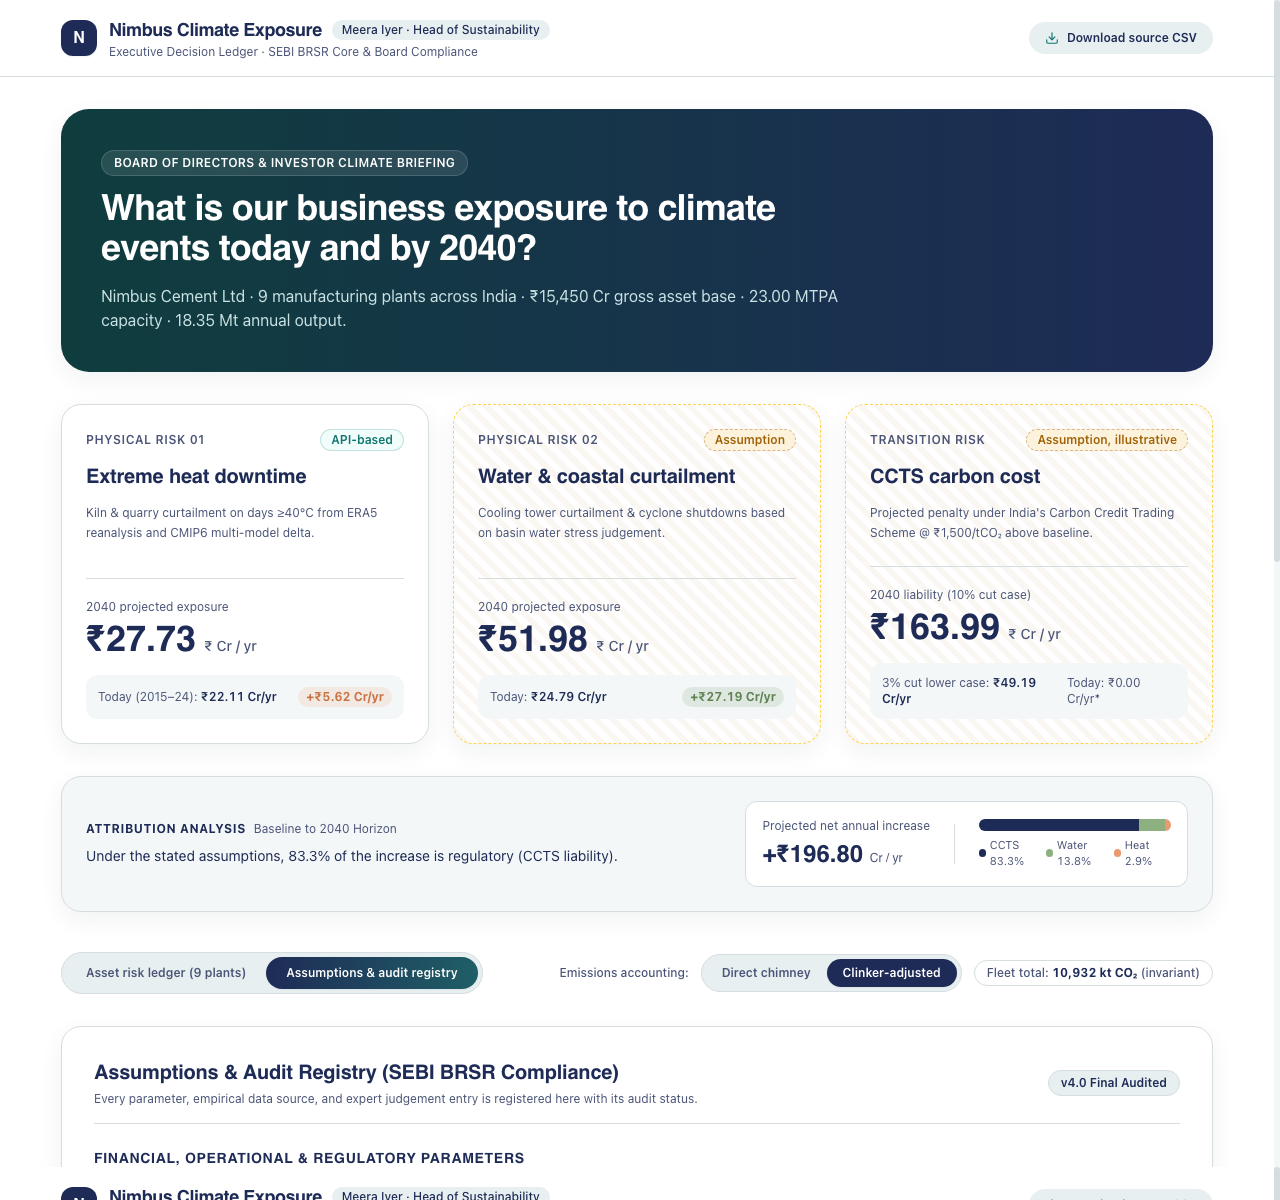 N
Nimbus Climate Exposure
Meera Iyer · Head of Sustainability
Executive Decision Ledger · SEBI BRSR Core & Board Compliance
Download source CSV
BOARD OF DIRECTORS & INVESTOR CLIMATE BRIEFING
What is our business exposure to climate
events today and by 2040?
Nimbus Cement Ltd · 9 manufacturing plants across India · ₹15,450 Cr gross asset base · 23.00 MTPA
capacity · 18.35 Mt annual output.
PHYSICAL RISK 01
API-based
Extreme heat downtime
Kiln & quarry curtailment on days ≥40°C from ERA5
reanalysis and CMIP6 multi-model delta.
2040 projected exposure
₹27.73 ₹ Cr / yr
Today (2015–24): ₹22.11 Cr/yr
+₹5.62 Cr/yr
PHYSICAL RISK 02
Assumption
Water & coastal curtailment
Cooling tower curtailment & cyclone shutdowns based
on basin water stress judgement.
2040 projected exposure
₹51.98 ₹ Cr / yr
Today: ₹24.79 Cr/yr
+₹27.19 Cr/yr
TRANSITION RISK
Assumption, illustrative
CCTS carbon cost
Projected penalty under India's Carbon Credit Trading
Scheme @ ₹1,500/tCO₂ above baseline.
2040 liability (10% cut case)
₹163.99 ₹ Cr / yr
3% cut lower case: ₹49.19
Cr/yr
Today: ₹0.00
Cr/yr*
ATTRIBUTION ANALYSIS Baseline to 2040 Horizon
Under the stated assumptions, 83.3% of the increase is regulatory (CCTS liability).
Projected net annual increase
+₹196.80 Cr / yr
CCTS
83.3%
Water
13.8%
Heat
2.9%
Asset risk ledger (9 plants)
Assumptions & audit registry
Emissions accounting:
Direct chimney
Clinker-adjusted
Fleet total: 10,932 kt CO₂ (invariant)
Assumptions & Audit Registry (SEBI BRSR Compliance)
Every parameter, empirical data source, and expert judgement entry is registered here with its audit status.
v4.0 Final Audited
FINANCIAL, OPERATIONAL & REGULATORY PARAMETERS
Nimbus Climate Exposure
Meera Iyer · Head of Sustainability